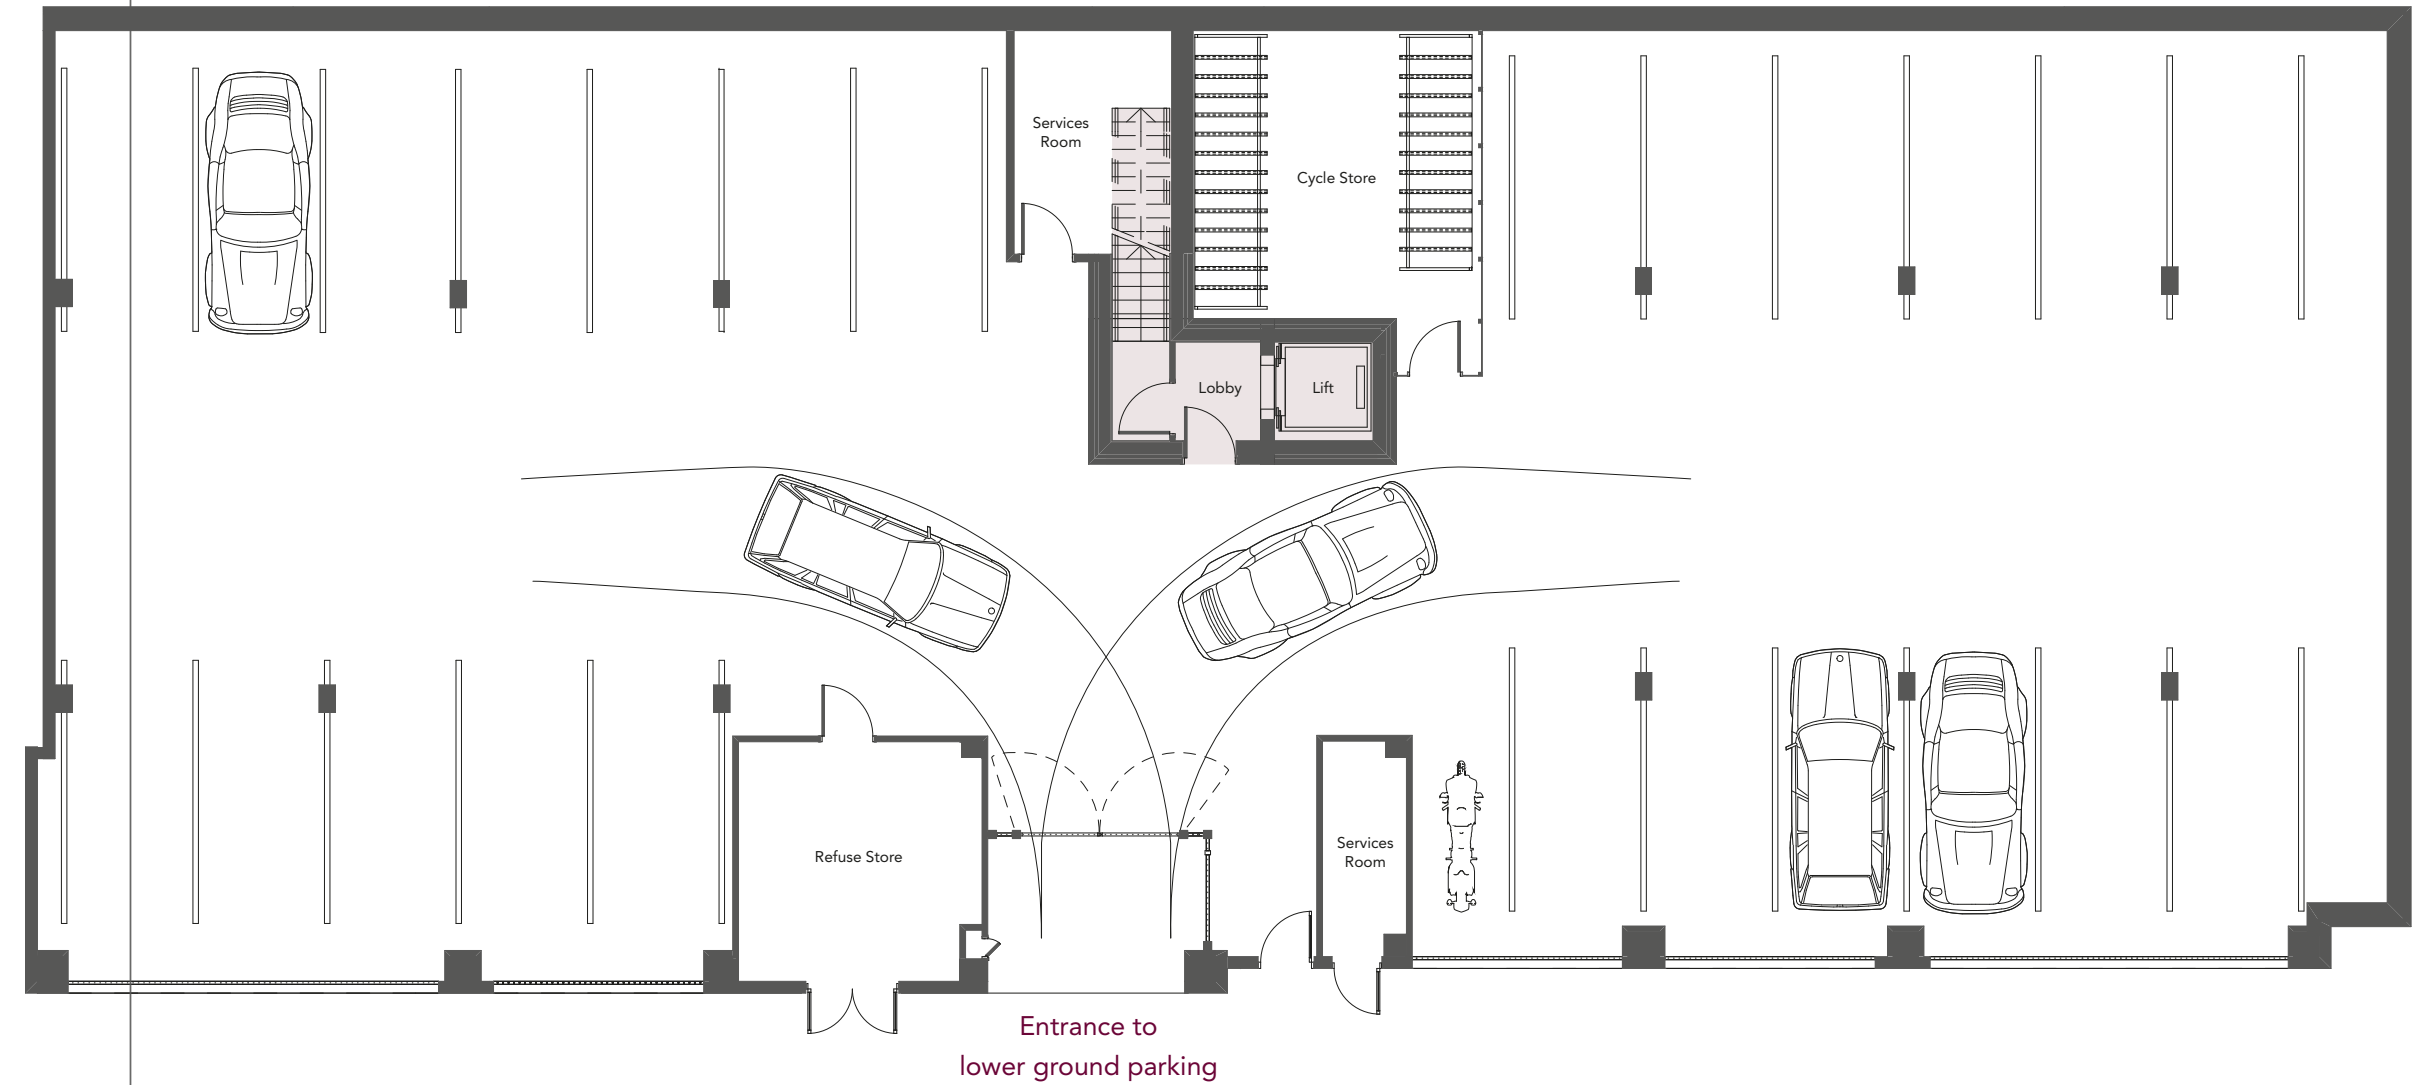 Services
Room
Cycle Store
Lobby
Lift
Refuse Store
Services
Room
Entrance to
lower ground parking